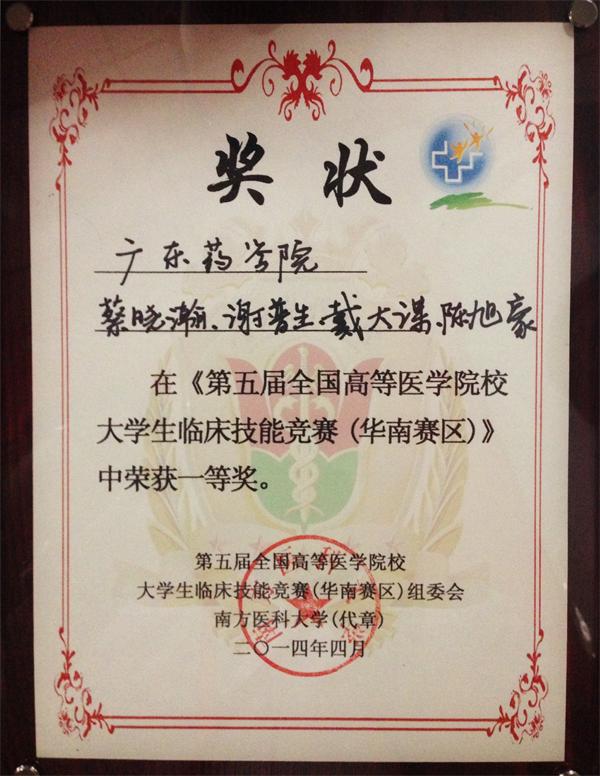 奖状
广东药学院
蔡晓瀚、谢普生、戴大谋、陈旭豪
在《第五届全国高等医学院校
大学生临床技能竞赛(华南赛区)》
中荣获一等奖。
第五届全国高等医学院校
大学生临床技能竞赛(华南赛区)组委会
南方医科大学(代章)
二〇一四年四月